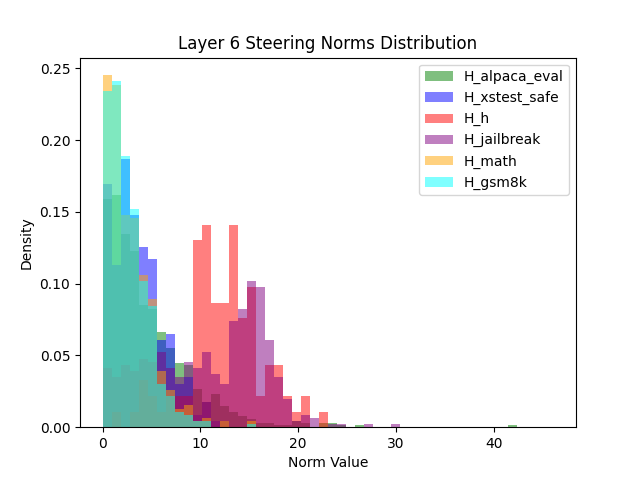 Layer 6 Steering Norms Distribution
0.25
0.20
0.15
0.10
0.05
0.00
Density
H_alpaca_eval
H_xstest_safe
H_h
H_jailbreak
H_math
H_gsm8k
0 10 20 30 40
Norm Value